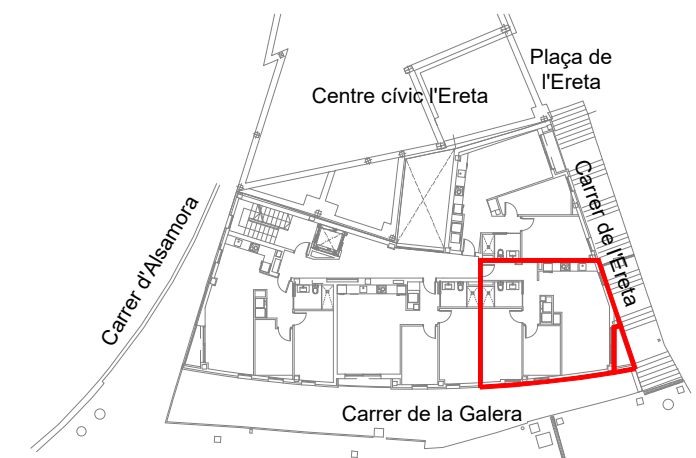 Plaça de
l'Ereta
Centre cívic l'Ereta
Carrer de l'Ereta
Carrer d'Alsamora
Carrer de la Galera